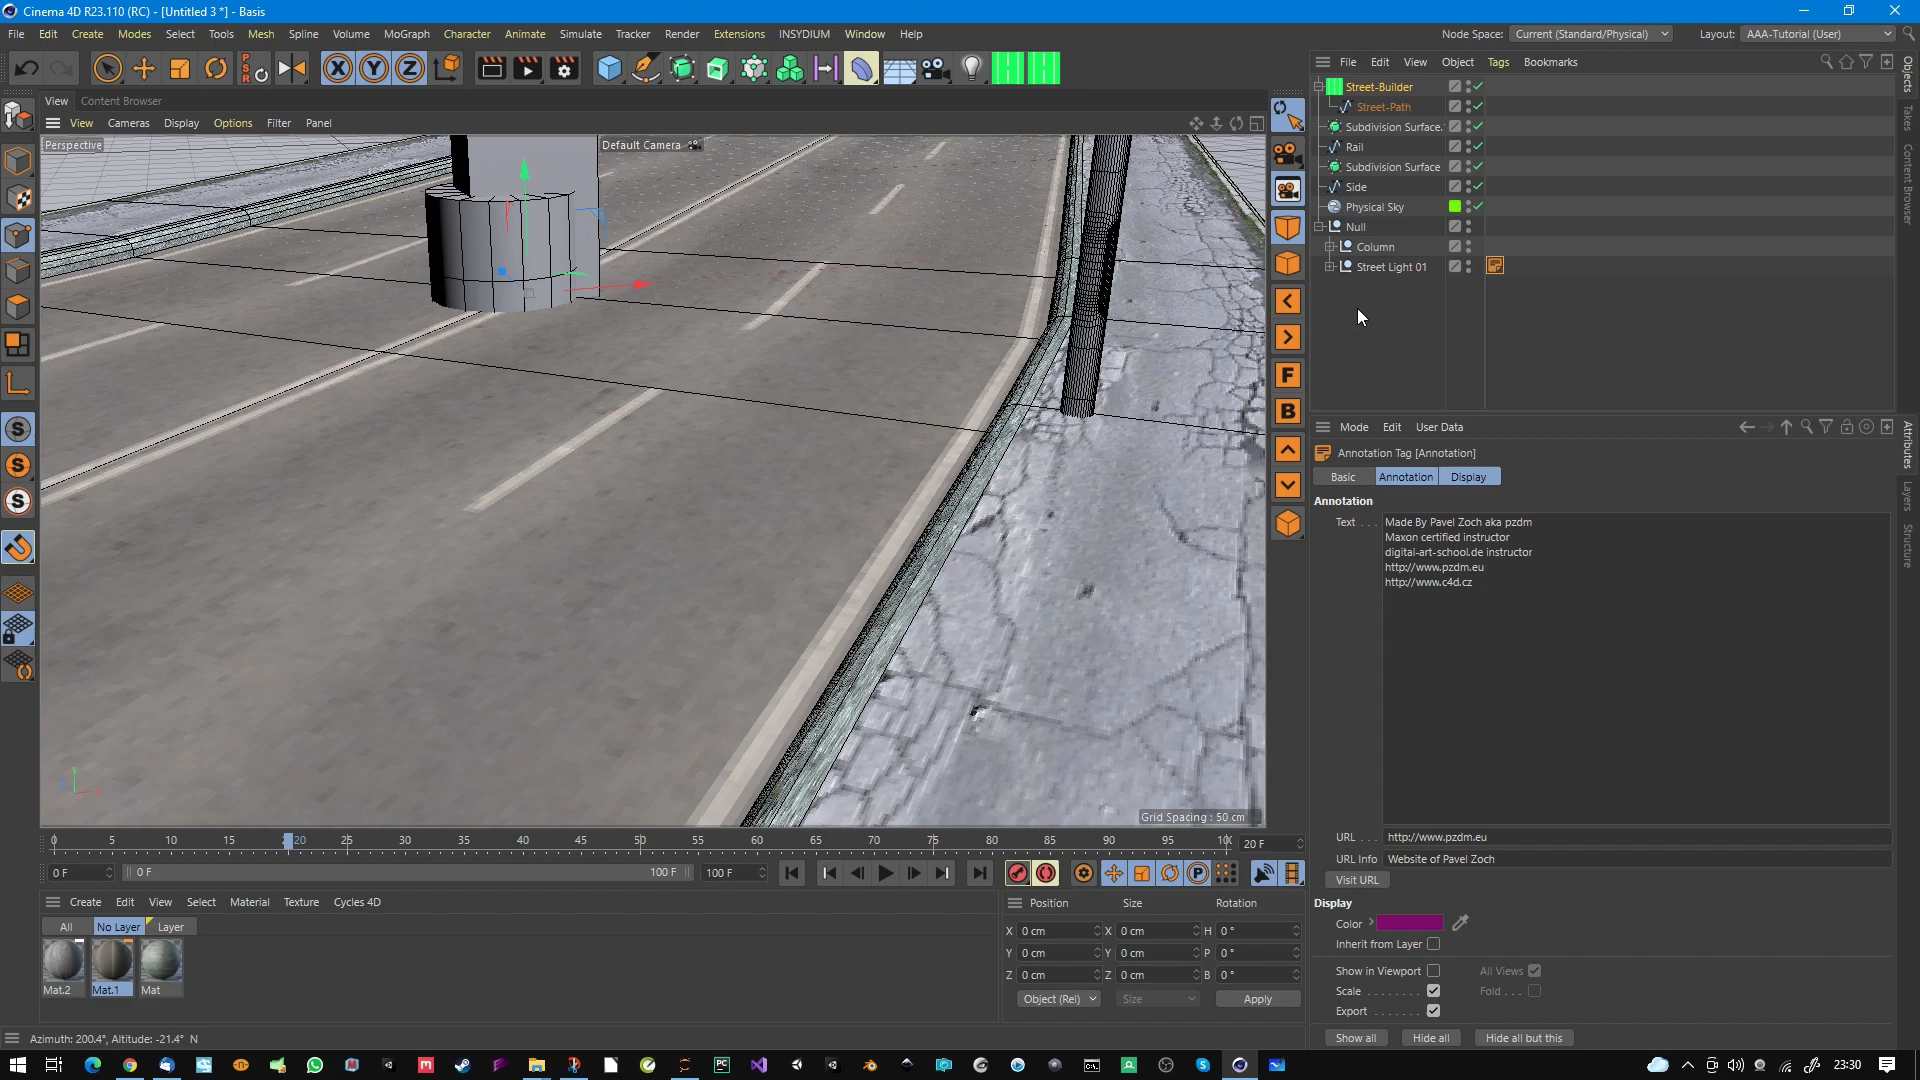 Cinema 4D R23.110 (RC) - [Untitled 3 *] - Basis
File Edit Create Modes Select Tools Mesh Spline Volume MoGraph Character Animate Simulate Tracker Render Extensions INSYDIUM Window Help
Node Space: Current (Standard/Physical) Layout: AAA-Tutorial (User)
P S R X Y Z
File Edit View Object Tags Bookmarks
View Content Browser
View Cameras Display Options Filter Panel
Perspective
Default Camera
Street-Builder
Street-Path
Subdivision Surface.
Rail
Subdivision Surface
Side
Physical Sky
Null
Column
Street Light 01
Objects
Takes
Content Browser
F
B
S
S
S
Mode Edit User Data
Annotation Tag [Annotation]
Basic Annotation Display
Annotation
Text . . . Made By Pavel Zoch aka pzdm
Maxon certified instructor
digital-art-school.de instructor
http://www.pzdm.eu
http://www.c4d.cz
URL . . . http://www.pzdm.eu
URL Info Website of Pavel Zoch
Visit URL
Display
Color
Inherit from Layer
Show in Viewport All Views
Scale . . . . . . . . Fold . . .
Export . . . . . . .
Show all Hide all Hide all but this
Attributes
Layers
Structure
Y
X
Grid Spacing : 50 cm
0 5 10 15 20 25 30 35 40 45 50 55 60 65 70 75 80 85 90 95 10
20 F
0 F 0 F 100 F 100 F
P
Create Edit View Select Material Texture Cycles 4D
All No Layer Layer
Mat.2 Mat.1 Mat
Position Size Rotation
X 0 cm X 0 cm H 0 °
Y 0 cm Y 0 cm P 0 °
Z 0 cm Z 0 cm B 0 °
Object (Rel) Size Apply
Azimuth: 200.4°, Altitude: -21.4° N
23:30